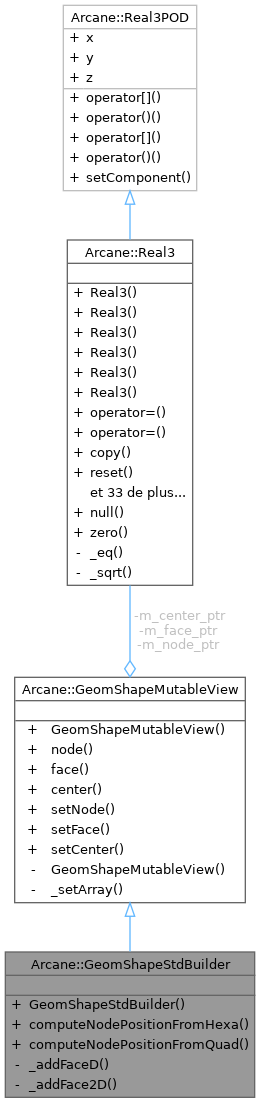 Arcane::Real3POD
+ x
+ y
+ z
+ operator[]()
+ operator()()
+ operator[]()
+ operator()()
+ setComponent()
Arcane::Real3
+ Real3()
+ Real3()
+ Real3()
+ Real3()
+ Real3()
+ Real3()
+ operator=()
+ operator=()
+ copy()
+ reset()
et 33 de plus...
+ null()
+ zero()
- _eq()
- _sqrt()
-m_center_ptr
-m_face_ptr
-m_node_ptr
Arcane::GeomShapeMutableView
+ GeomShapeMutableView()
+ node()
+ face()
+ center()
+ setNode()
+ setFace()
+ setCenter()
- GeomShapeMutableView()
- _setArray()
Arcane::GeomShapeStdBuilder
+ GeomShapeStdBuilder()
+ computeNodePositionFromHexa()
+ computeNodePositionFromQuad()
- _addFaceD()
- _addFace2D()